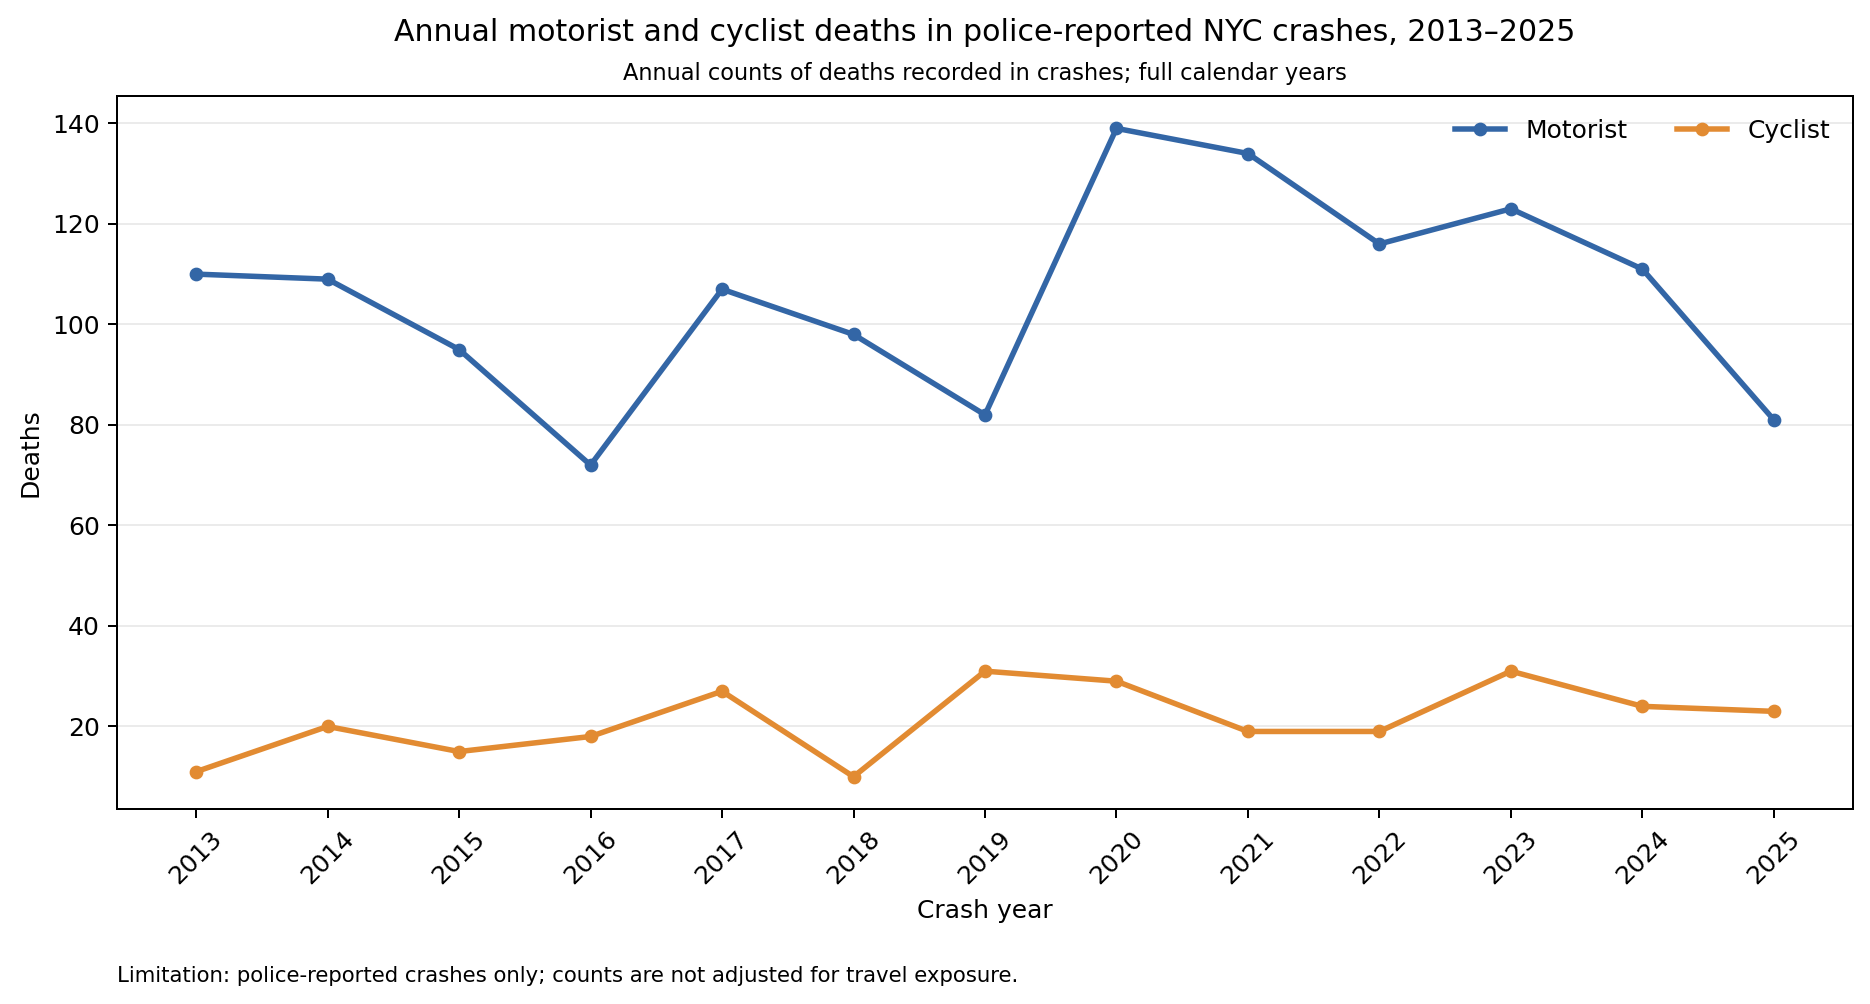 Annual motorist and cyclist deaths in police-reported NYC crashes, 2013–2025
Annual counts of deaths recorded in crashes; full calendar years
Motorist
Cyclist
Deaths
140
120
100
80
60
40
20
2013
2014
2015
2016
2017
2018
2019
2020
2021
2022
2023
2024
2025
Crash year
Limitation: police-reported crashes only; counts are not adjusted for travel exposure.